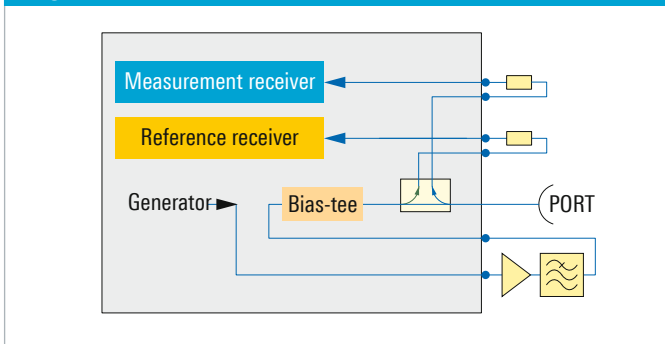 Measurement receiver
Reference receiver
Generator
Bias-tee
PORT